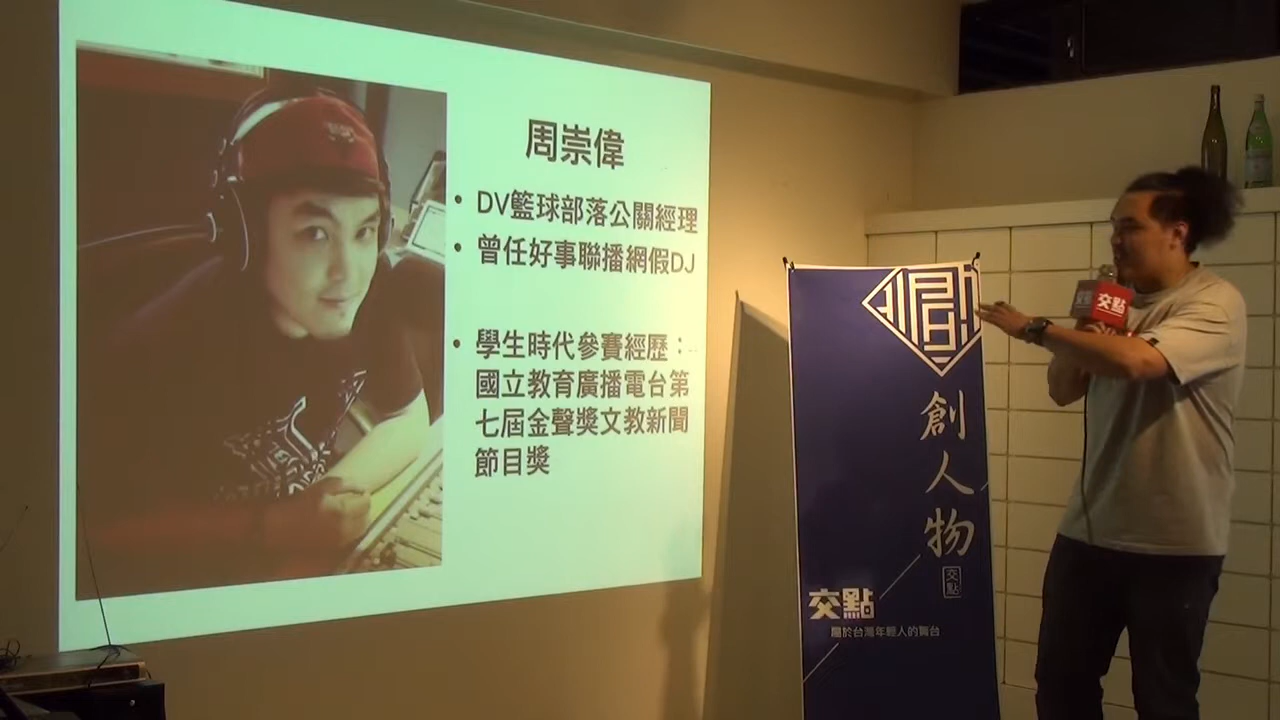 周崇偉
• DV籃球部落公關經理
• 曾任好事聯播網假DJ
• 學生時代參賽經歷：
國立教育廣播電台第
七屆金聲獎文教新聞
節目獎
創人物
交點
交點
屬於台灣年輕人的舞台
交點